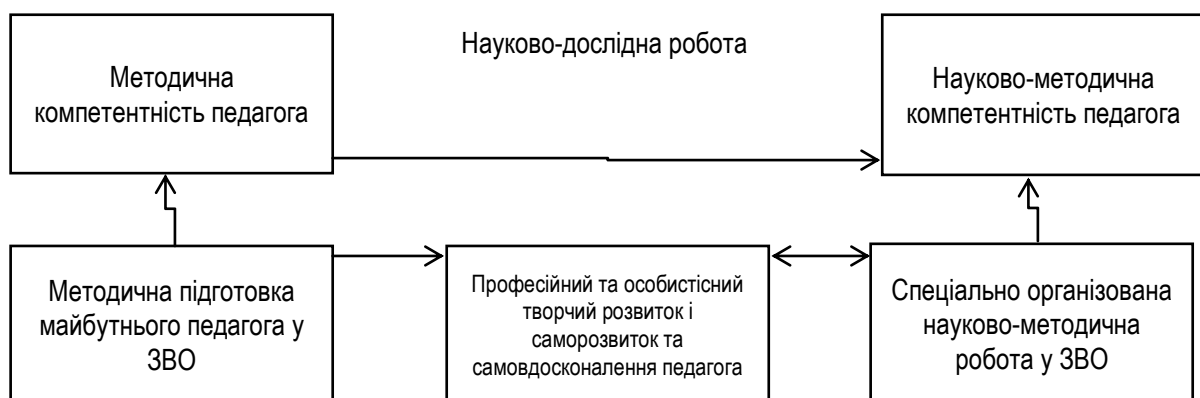 Методична
компетентність педагога
Науково-дослідна робота
Науково-методична
компетентність педагога
Методична підготовка
майбутнього педагога у
ЗВО
Професійний та особистісний
творчий розвиток і
саморозвиток та
самовдосконалення педагога
Спеціально організована
науково-методична
робота у ЗВО